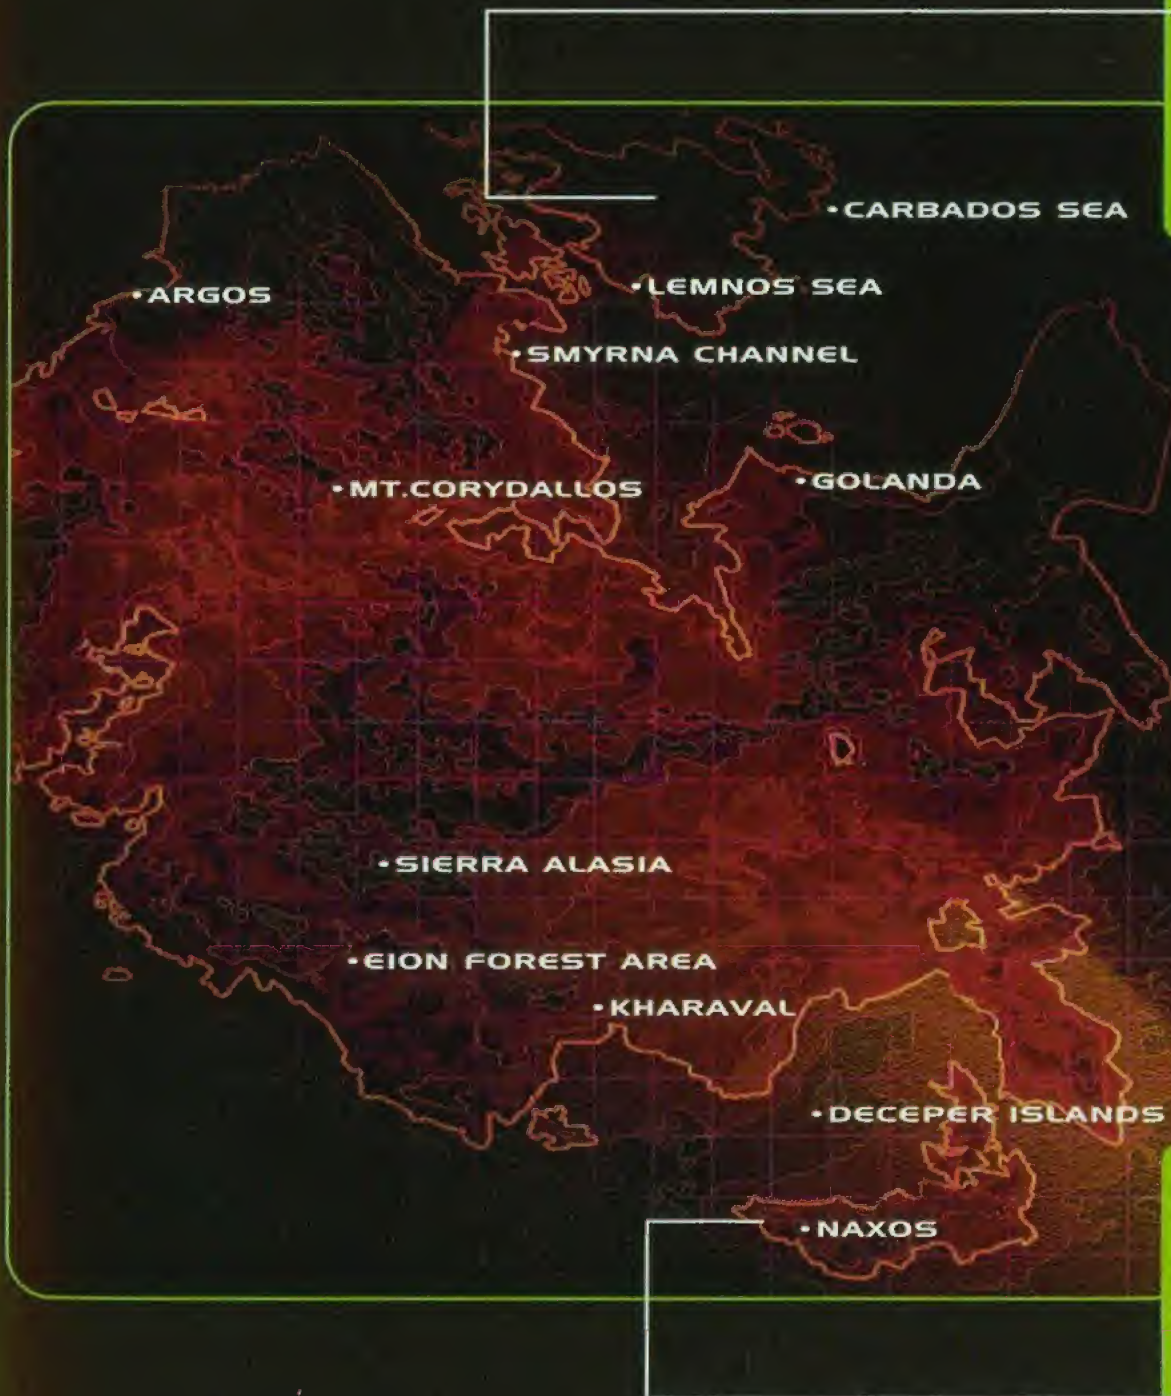 •CARBADOS SEA
•LEMNOS SEA
•ARGOS
•SMYRNA CHANNEL
•GOLANDA
•MT.CORYDALLOS
•SIERRA ALASIA
•EION FOREST AREA
•KHARAVAL
•DECEPER ISLANDS
•NAXOS